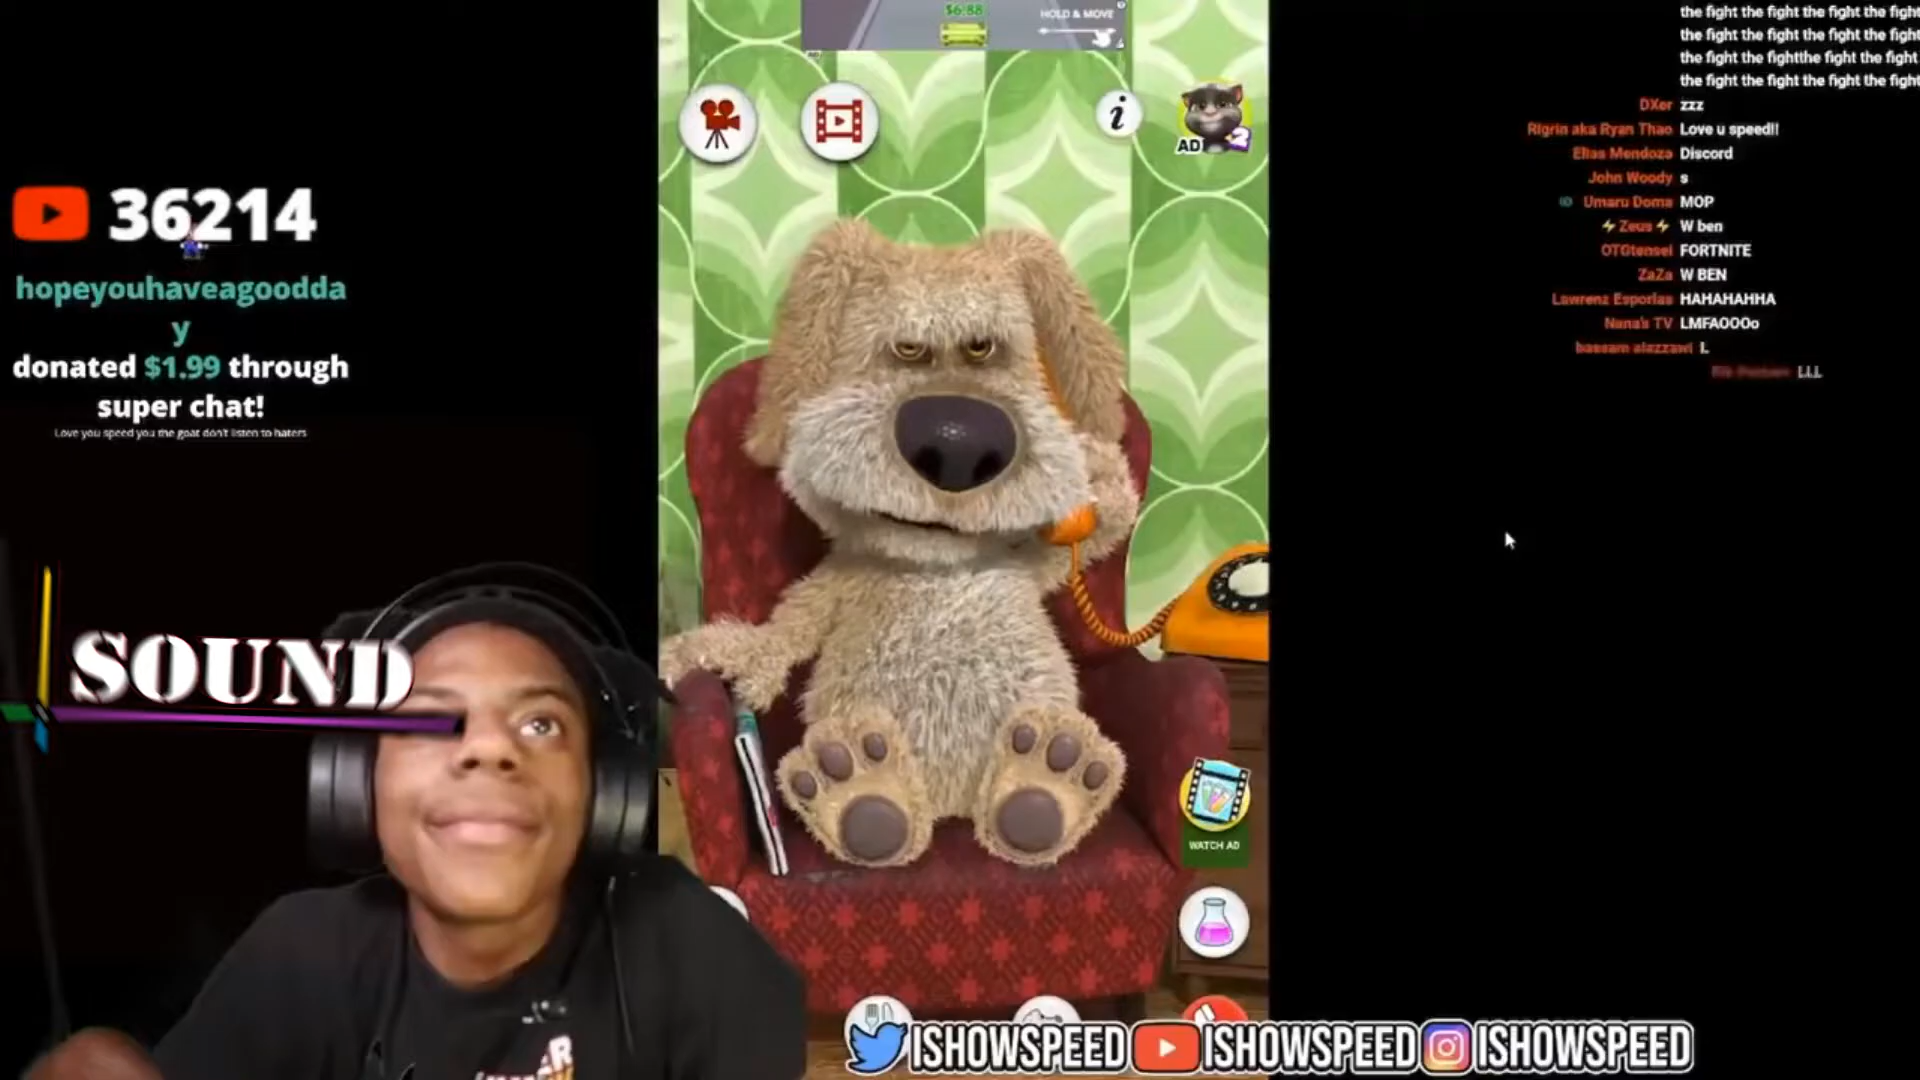 $6.88
HOLD & MOVE
AD
i
AD
2
36214
hopeyouhaveagoodda
y
donated $1.99 through
super chat!
Love you speed you the goat don't listen to haters
SOUND
the fight the fight the fight the fight
the fight the fight the fight the fight
the fight the fightthe fight the fight
the fight the fight the fight the fight
DXer zzz
Rigrin aka Ryan Thao Love u speed!!
Elias Mendoza Discord
John Woody s
Umaru Doma MOP
⚡ Zeus ⚡ W ben
OTGtensei FORTNITE
ZaZa W BEN
Lawrenz Esporlas HAHAHAHHA
Nana's TV LMFAOOOo
bassam alazzawi L
LLL
WATCH AD
ISHOWSPEED ISHOWSPEED ISHOWSPEED